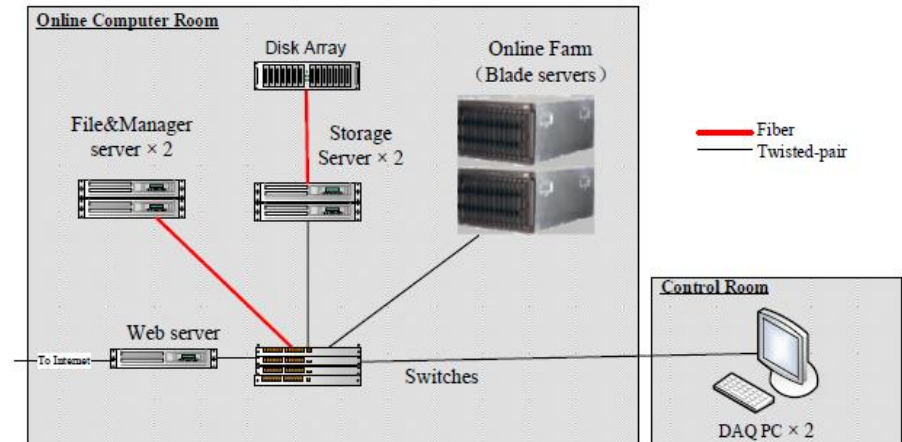 Online Computer Room
Disk Array
Online Farm
（Blade servers）
File&Manager
server × 2
Storage
Server × 2
Fiber
Twisted-pair
Control Room
Web server
To Internet
Switches
DAQ PC × 2